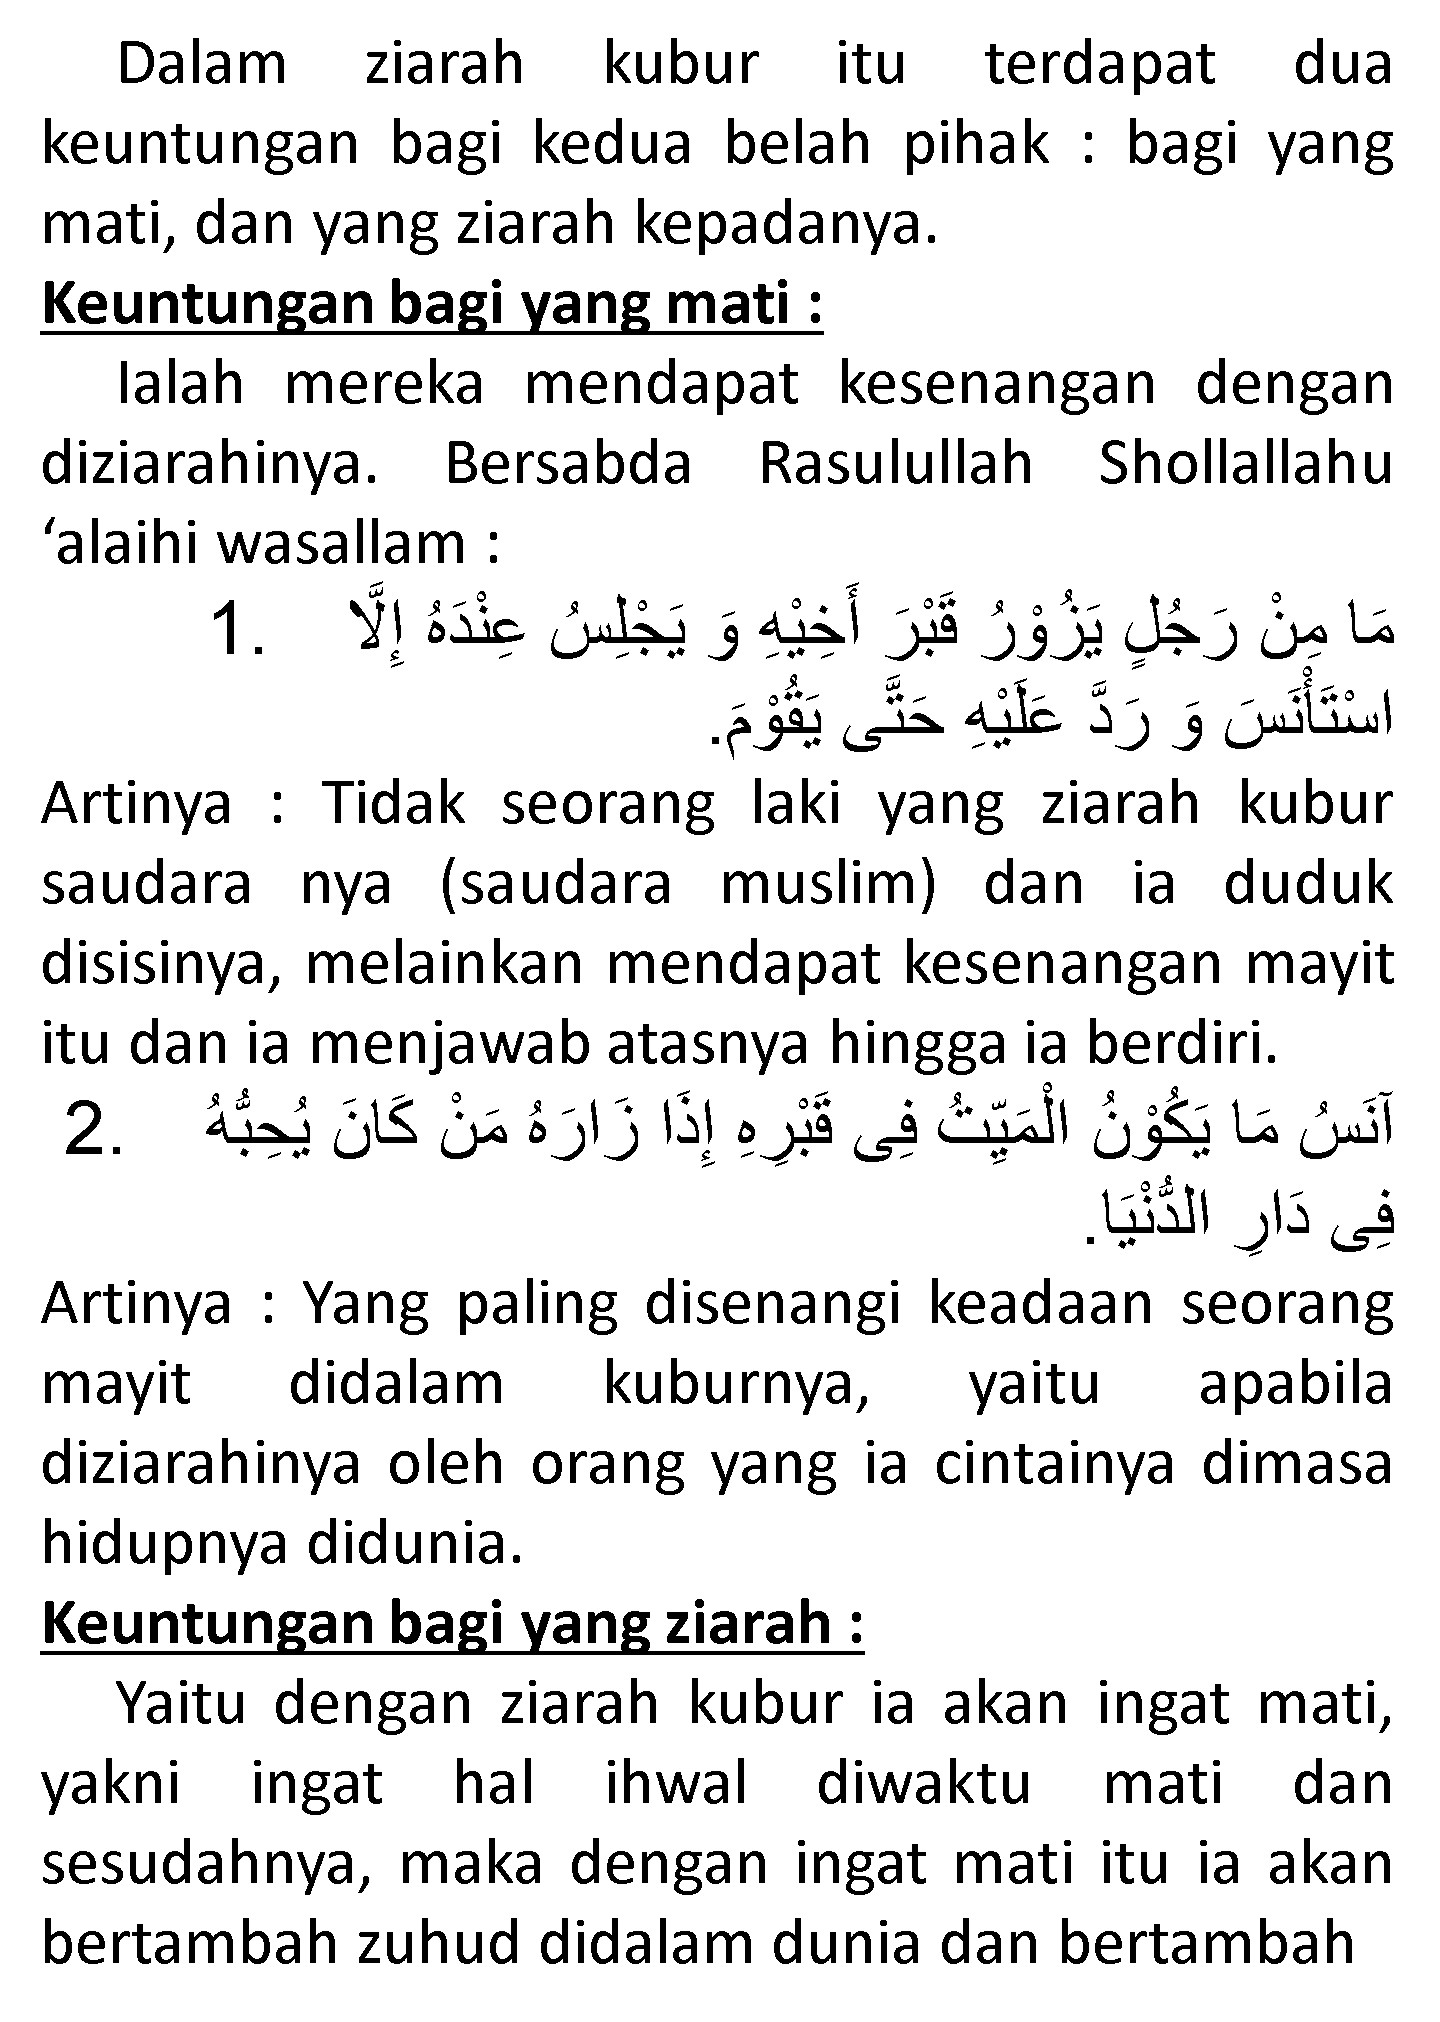 Dalam ziarah kubur itu terdapat dua
keuntungan bagi kedua belah pihak : bagi yang
mati, dan yang ziarah kepadanya.
Keuntungan bagi yang mati :
Ialah mereka mendapat kesenangan dengan
diziarahinya. Bersabda Rasulullah Shollallahu
‘alaihi wasallam :
1. مَا مِنْ رَجُلٍ يَزُوْرُ قَبْرَ أَخِيْهِ وَ يَجْلِسُ عِنْدَهُ إِلَّا
اسْتَأْنَسَ وَ رَدَّ عَلَيْهِ حَتَّى يَقُوْمَ.
Artinya : Tidak seorang laki yang ziarah kubur
saudara nya (saudara muslim) dan ia duduk
disisinya, melainkan mendapat kesenangan mayit
itu dan ia menjawab atasnya hingga ia berdiri.
2. آنَسُ مَا يَكُوْنُ الْمَيِّتُ فِى قَبْرِهِ إِذَا زَارَهُ مَنْ كَانَ يُحِبُّهُ
فِى دَارِ الدُّنْيَا.
Artinya : Yang paling disenangi keadaan seorang
mayit didalam kuburnya, yaitu apabila
diziarahinya oleh orang yang ia cintainya dimasa
hidupnya didunia.
Keuntungan bagi yang ziarah :
Yaitu dengan ziarah kubur ia akan ingat mati,
yakni ingat hal ihwal diwaktu mati dan
sesudahnya, maka dengan ingat mati itu ia akan
bertambah zuhud didalam dunia dan bertambah